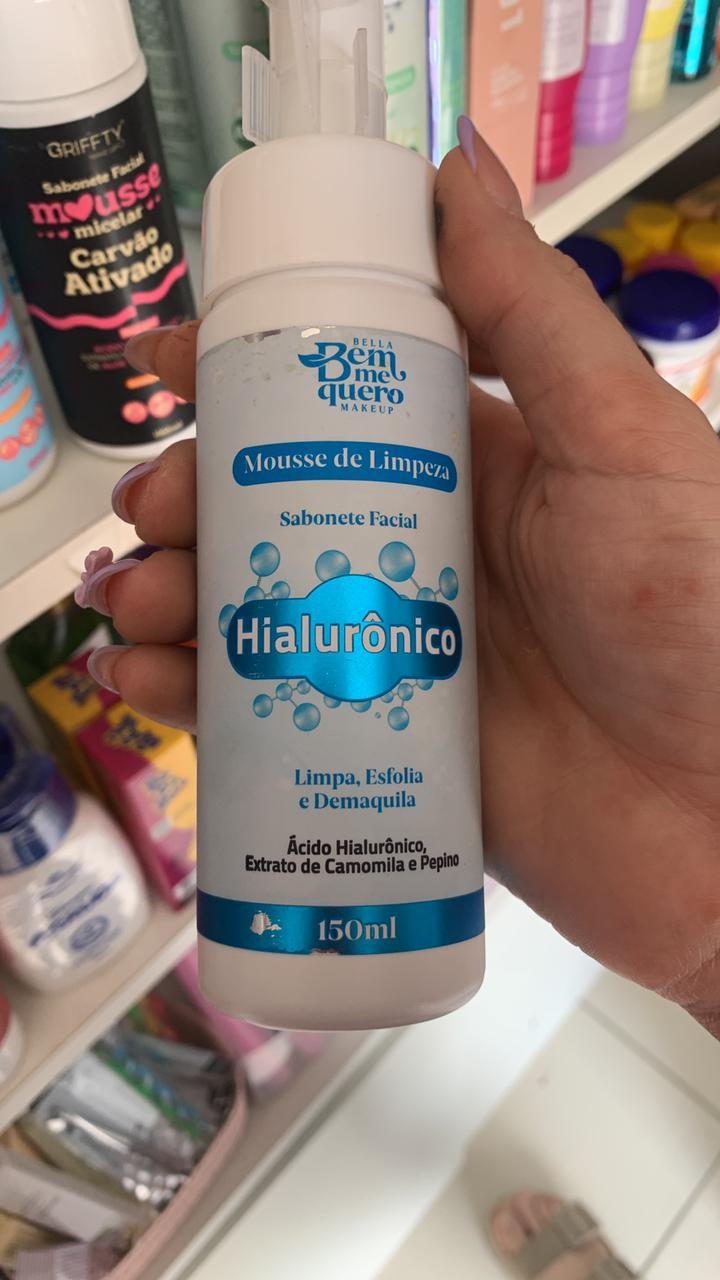 GRIFFTY
Sabonete Facial
mousse
micelar
Carvão
Ativado
BELLA
Bem
me
quero
MAKEUP
Mousse de Limpeza
Sabonete Facial
Hialurônico
Limpa, Esfolia
e Demaquila
Ácido Hialurônico,
Extrato de Camomila e Pepino
150ml